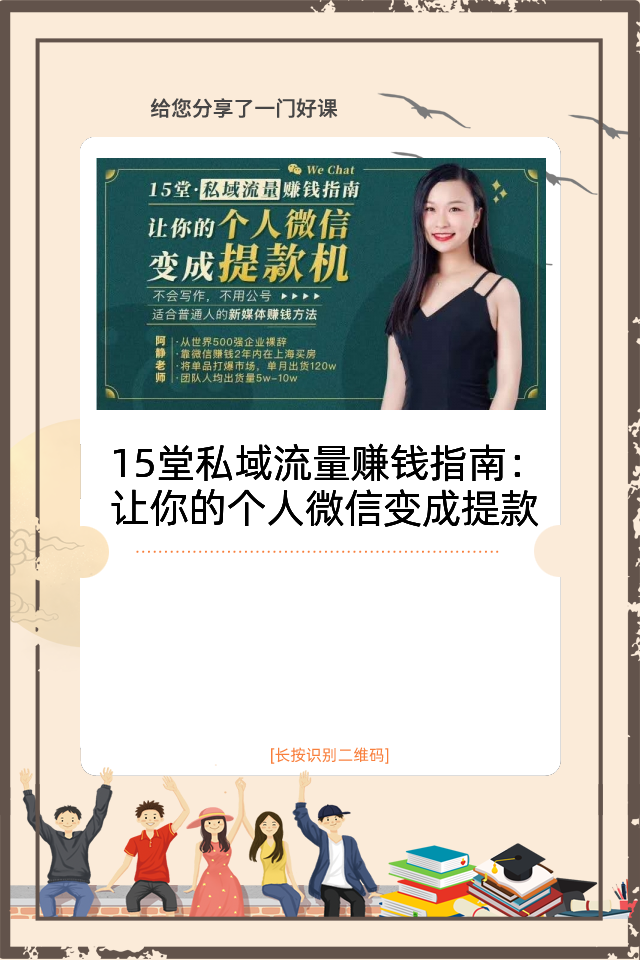 给您分享了一门好课
We Chat
15堂·私域流量赚钱指南
让你的个人微信
变成提款机
不会写作，不用公号 ▸▸▸▸
适合普通人的新媒体赚钱方法
阿静老师
·从世界500强企业裸辞
·靠微信赚钱2年内在上海买房
·将单品打爆市场，单月出货120w
·团队人均出货量5w-10w
15堂私域流量赚钱指南：
让你的个人微信变成提款
[长按识别二维码]